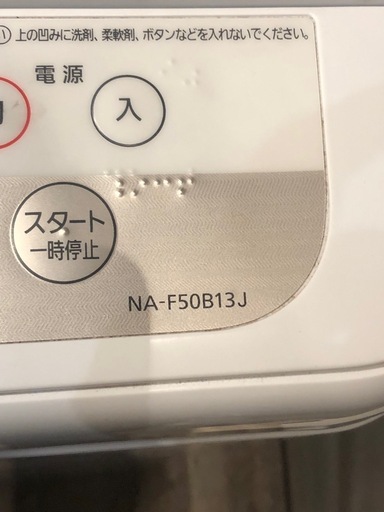 上の凹みに洗剤、柔軟剤、ボタンなどを入れないでください。
電源
入
スタート
一時停止
NA-F50B13J